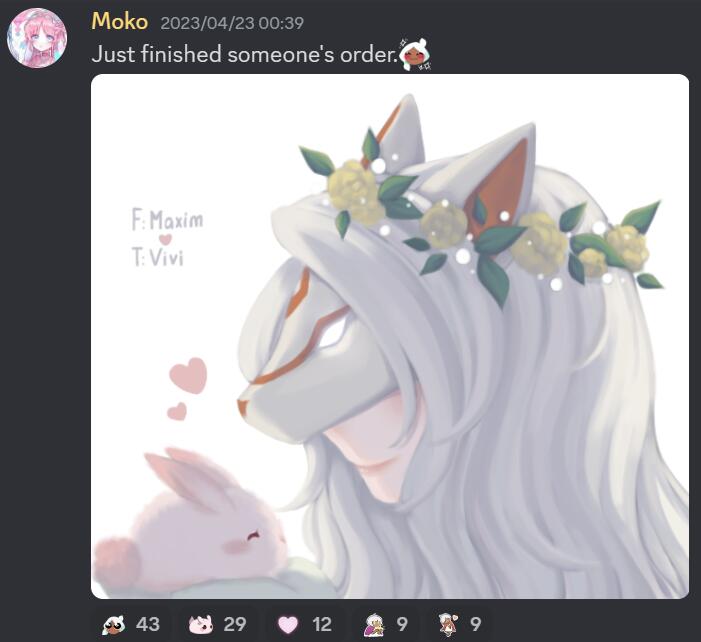 Moko 2023/04/23 00:39
Just finished someone's order.
F: Maxim
T: Vivi
43 29 12 9 9